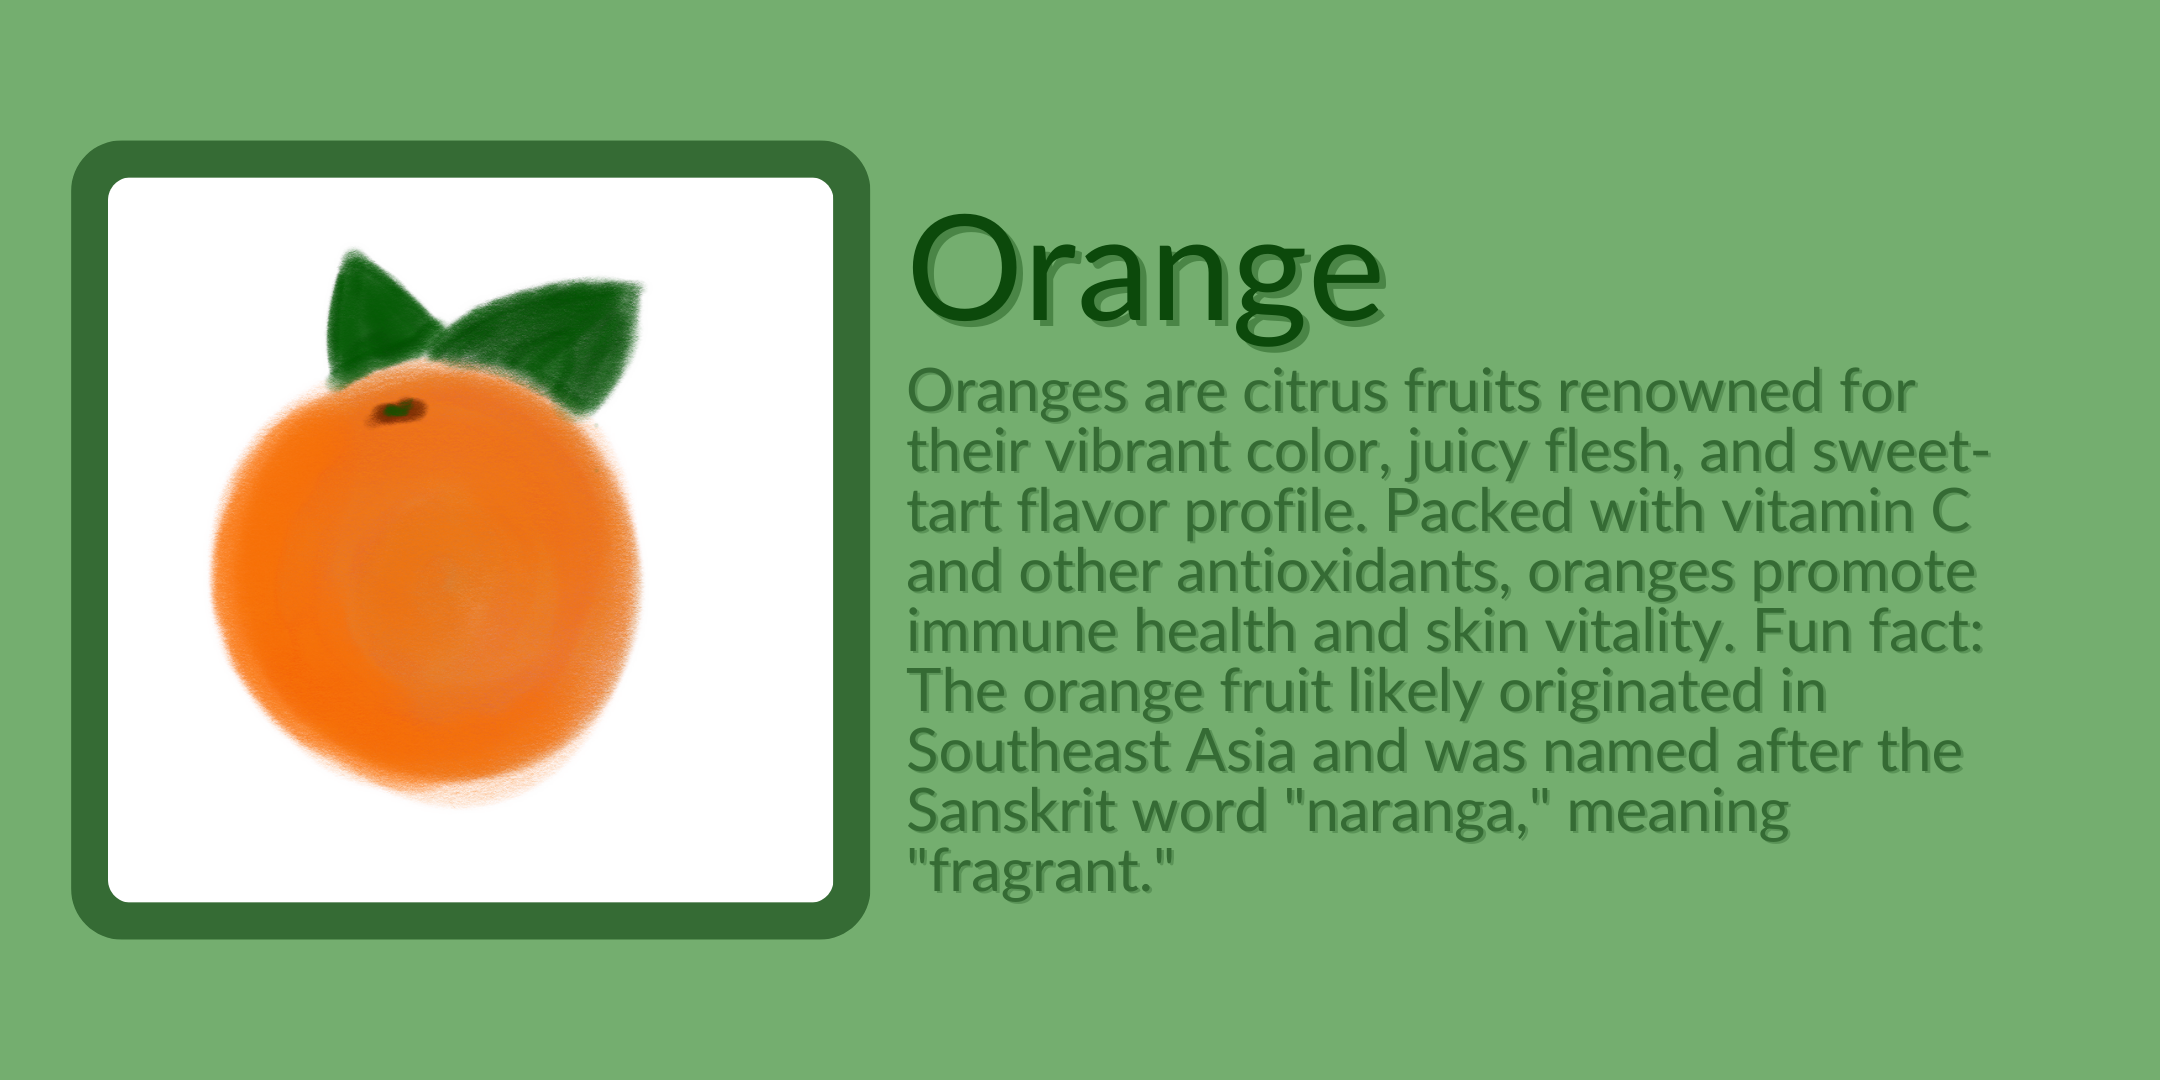 Orange
Oranges are citrus fruits renowned for
their vibrant color, juicy flesh, and sweet-
tart flavor profile. Packed with vitamin C
and other antioxidants, oranges promote
immune health and skin vitality. Fun fact:
The orange fruit likely originated in
Southeast Asia and was named after the
Sanskrit word "naranga," meaning
"fragrant."